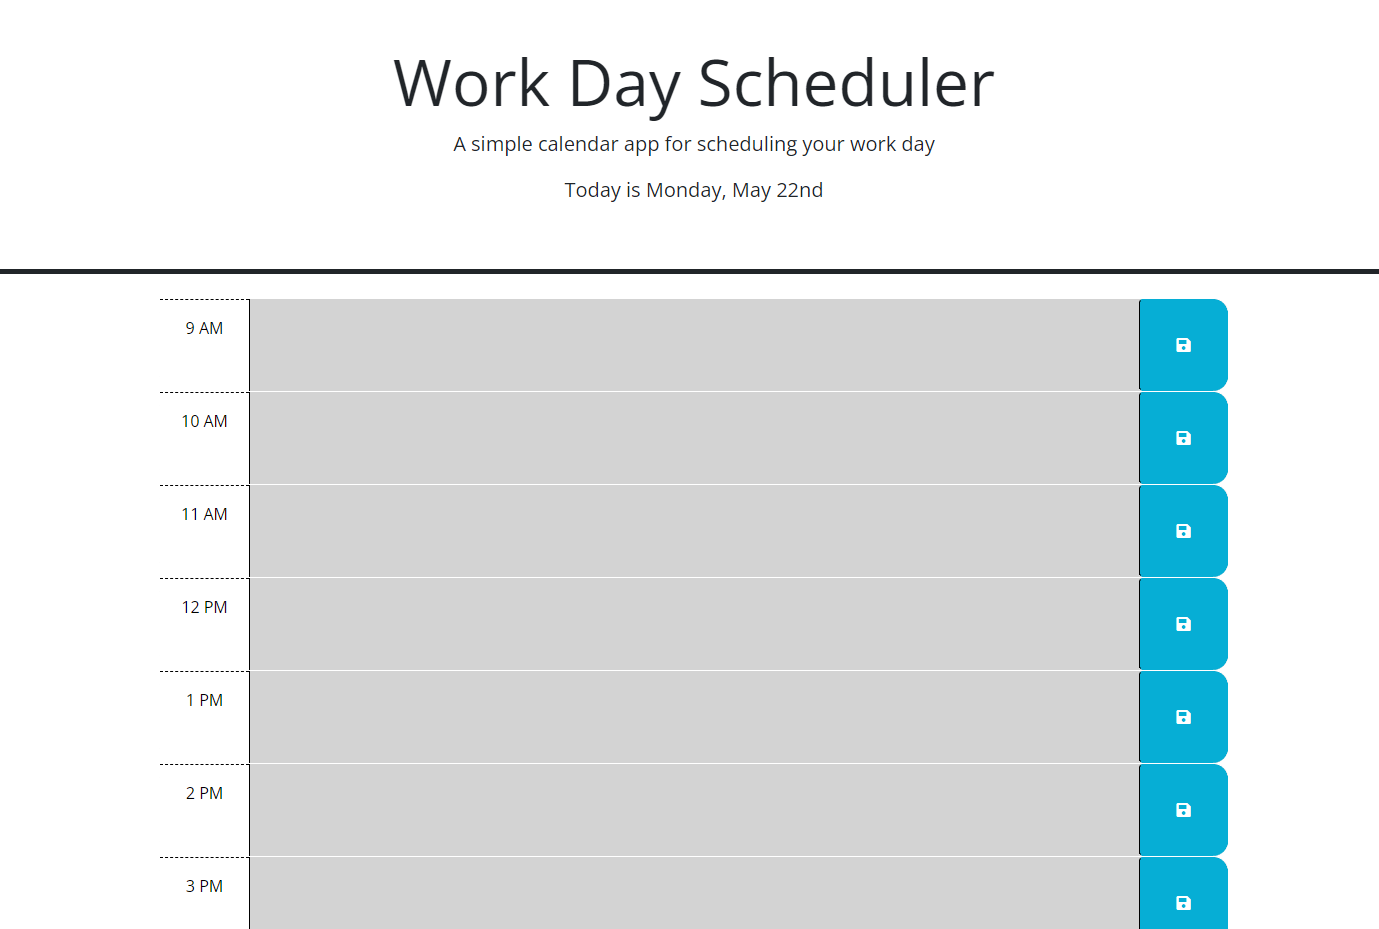 Work Day Scheduler
A simple calendar app for scheduling your work day
Today is Monday, May 22nd
9 AM
10 AM
11 AM
12 PM
1 PM
2 PM
3 PM